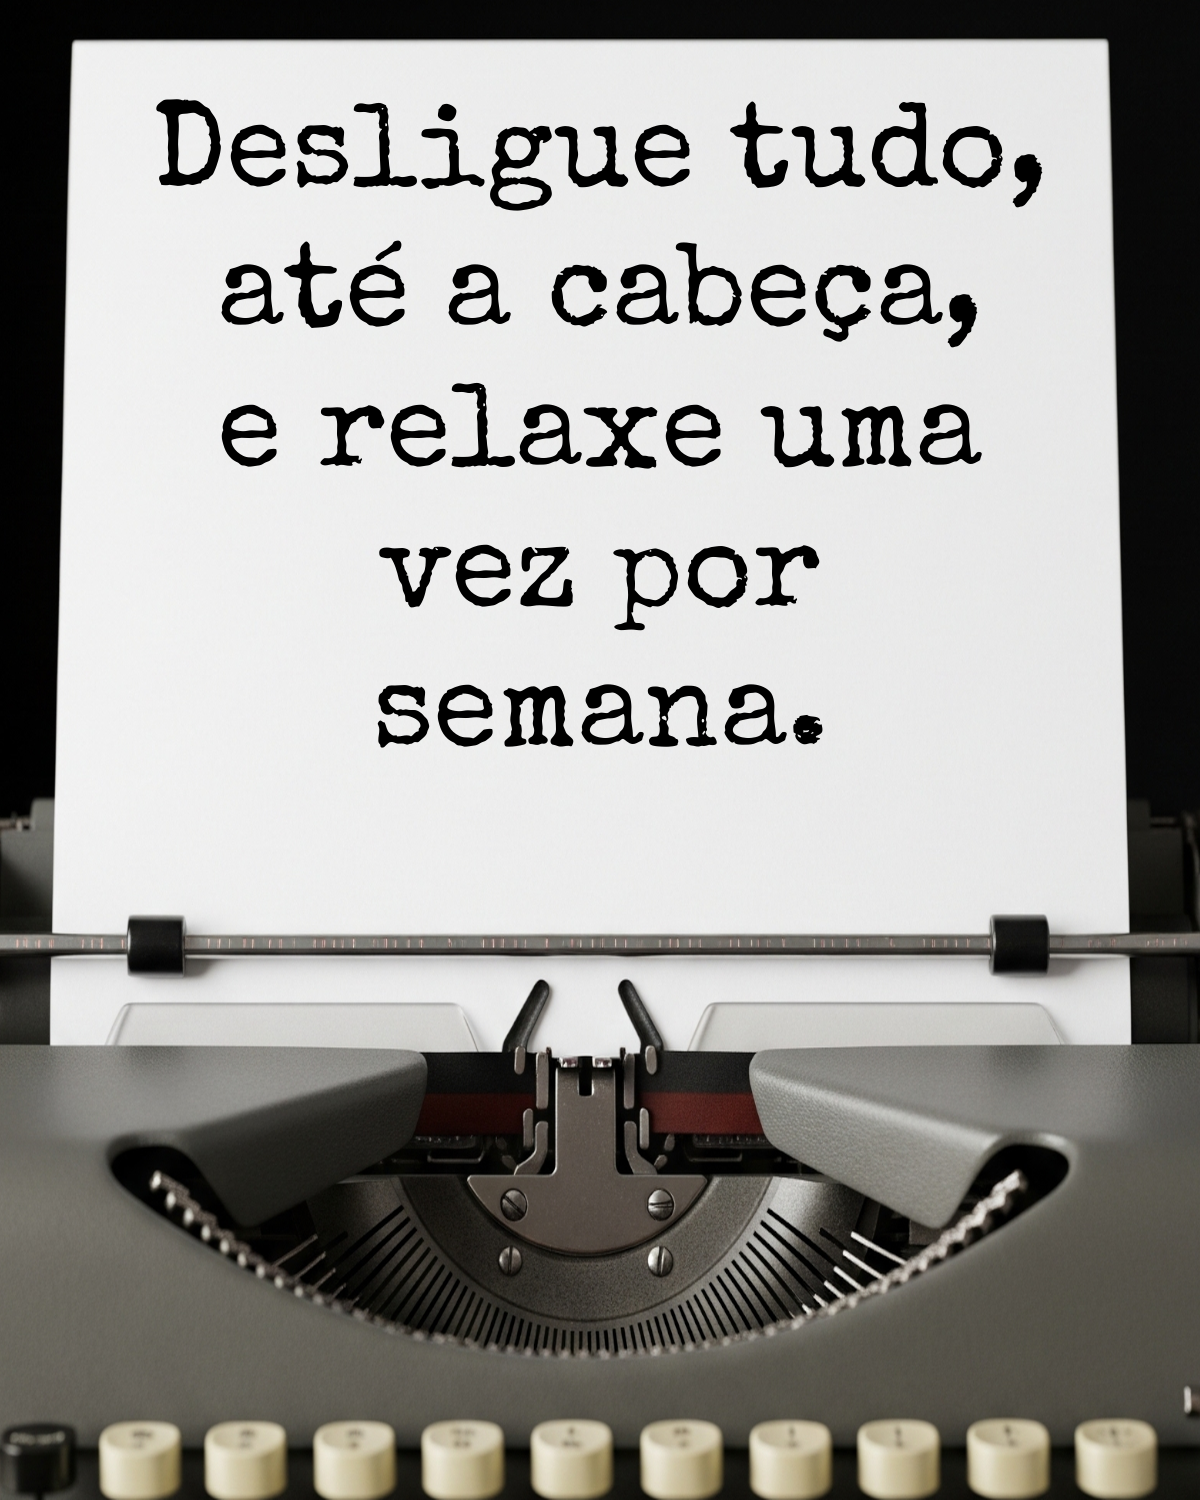 Desligue tudo,
até a cabeça,
e relaxe uma
vez por
semana.